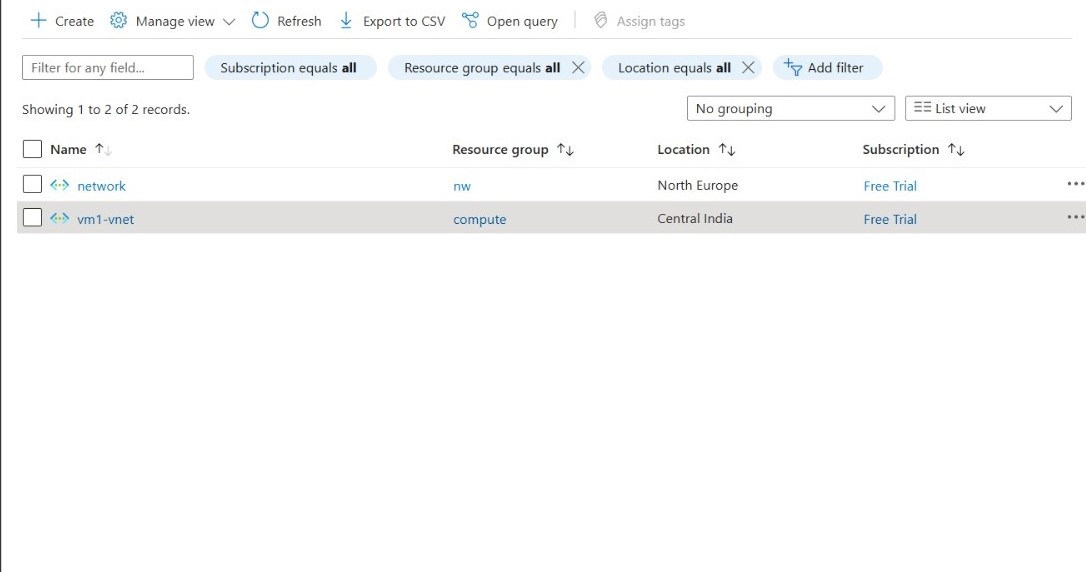 Create Manage view Refresh Export to CSV Open query Assign tags
Filter for any field... Subscription equals all Resource group equals all Location equals all Add filter
Showing 1 to 2 of 2 records. No grouping List view
Name Resource group Location Subscription
network nw North Europe Free Trial
vm1-vnet compute Central India Free Trial